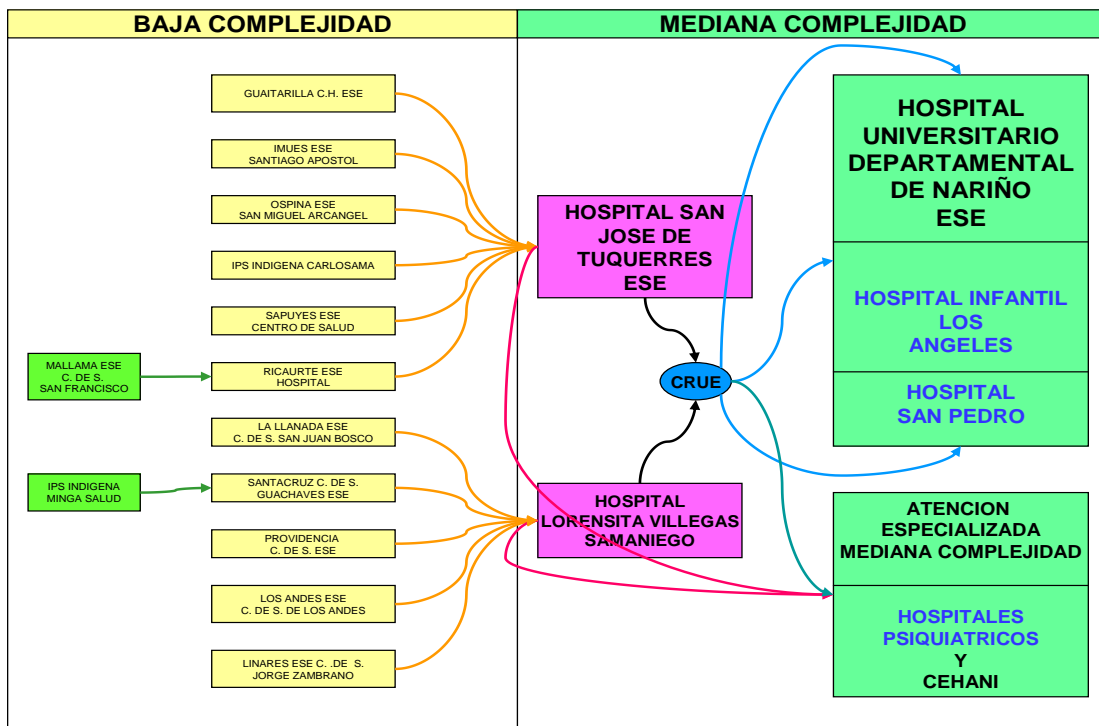 BAJA COMPLEJIDAD
MEDIANA COMPLEJIDAD
GUAITARILLA C.H. ESE
IMUES ESE
SANTIAGO APOSTOL
OSPINA ESE
SAN MIGUEL ARCANGEL
IPS INDIGENA CARLOSAMA
SAPUYES ESE
CENTRO DE SALUD
MALLAMA ESE
C. DE S.
SAN FRANCISCO
RICAURTE ESE
HOSPITAL
LA LLANADA ESE
C. DE S. SAN JUAN BOSCO
IPS INDIGENA
MINGA SALUD
SANTACRUZ C. DE S.
GUACHAVES ESE
PROVIDENCIA
C. DE S. ESE
LOS ANDES ESE
C. DE S. DE LOS ANDES
LINARES ESE C. .DE S.
JORGE ZAMBRANO
HOSPITAL SAN
JOSE DE
TUQUERRES
ESE
CRUE
HOSPITAL
LORENSITA VILLEGAS
SAMANIEGO
HOSPITAL
UNIVERSITARIO
DEPARTAMENTAL
DE NARIÑO
ESE
HOSPITAL INFANTIL
LOS
ANGELES
HOSPITAL
SAN PEDRO
ATENCION
ESPECIALIZADA
MEDIANA COMPLEJIDAD
HOSPITALES
PSIQUIATRICOS
Y
CEHANI